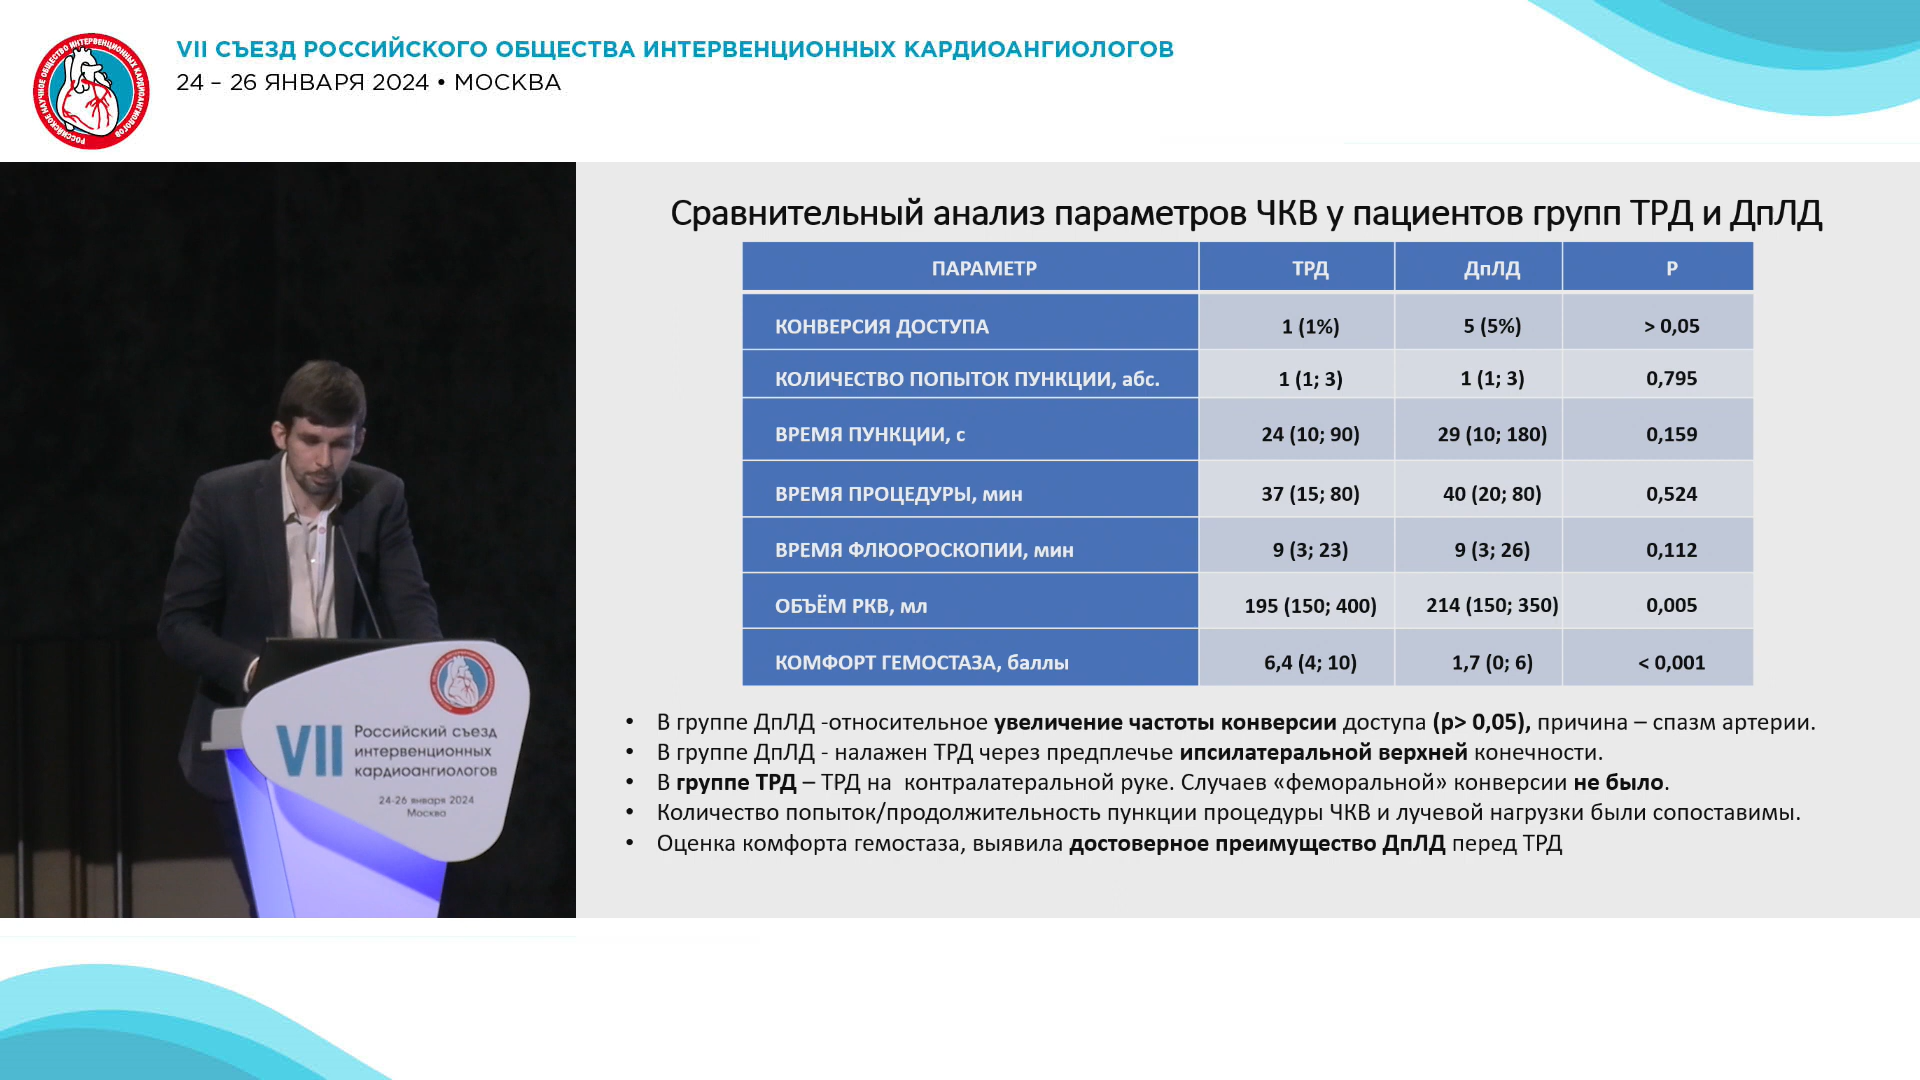 VII СЪЕЗД РОССИЙСКОГО ОБЩЕСТВА ИНТЕРВЕНЦИОННЫХ КАРДИОАНГИОЛОГОВ
24 – 26 ЯНВАРЯ 2024 • МОСКВА
РОССИЙСКОЕ НАУЧНОЕ ОБЩЕСТВО ИНТЕРВЕНЦИОННЫХ КАРДИОАНГИОЛОГОВ
Сравнительный анализ параметров ЧКВ у пациентов групп ТРД и ДпЛД
ПАРАМЕТР ТРД ДпЛД Р
КОНВЕРСИЯ ДОСТУПА 1 (1%) 5 (5%) > 0,05
КОЛИЧЕСТВО ПОПЫТОК ПУНКЦИИ, абс. 1 (1; 3) 1 (1; 3) 0,795
ВРЕМЯ ПУНКЦИИ, с 24 (10; 90) 29 (10; 180) 0,159
ВРЕМЯ ПРОЦЕДУРЫ, мин 37 (15; 80) 40 (20; 80) 0,524
ВРЕМЯ ФЛЮОРОСКОПИИ, мин 9 (3; 23) 9 (3; 26) 0,112
ОБЪЁМ РКВ, мл 195 (150; 400) 214 (150; 350) 0,005
КОМФОРТ ГЕМОСТАЗА, баллы 6,4 (4; 10) 1,7 (0; 6) < 0,001
• В группе ДпЛД -относительное увеличение частоты конверсии доступа (p> 0,05), причина – спазм артерии.
• В группе ДпЛД - налажен ТРД через предплечье ипсилатеральной верхней конечности.
• В группе ТРД – ТРД на контралатеральной руке. Случаев «феморальной» конверсии не было.
• Количество попыток/продолжительность пункции процедуры ЧКВ и лучевой нагрузки были сопоставимы.
• Оценка комфорта гемостаза, выявила достоверное преимущество ДпЛД перед ТРД
VII
Российский съезд
интервенционных
кардиоангиологов
24-26 января 2024
Москва